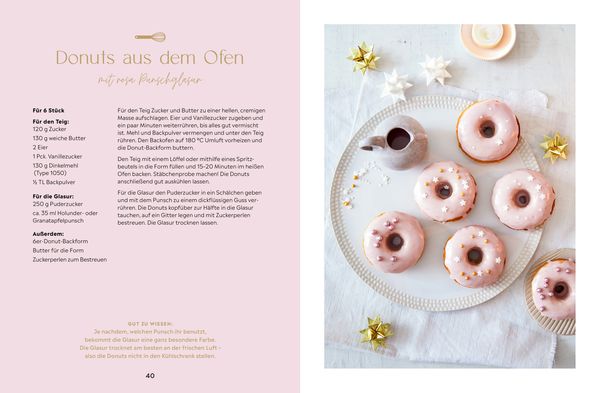 Donuts aus dem Ofen
mit rosa Punschglasur
Für 6 Stück
Für den Teig:
120 g Zucker
130 g weiche Butter
2 Eier
1 Pck. Vanillezucker
130 g Dinkelmehl
(Type 1050)
½ TL Backpulver
Für die Glasur:
250 g Puderzucker
ca. 35 ml Holunder- oder
Granatapfelpunsch
Außerdem:
6er-Donut-Backform
Butter für die Form
Zuckerperlen zum Bestreuen
Für den Teig Zucker und Butter zu einer hellen, cremigen
Masse aufschlagen. Eier und Vanillezucker zugeben und
ein paar Minuten weiterrühren, bis alles gut vermischt
ist. Mehl und Backpulver vermengen und unter den Teig
rühren. Den Backofen auf 180 °C Umluft vorheizen und
die Donut-Backform buttern.
Den Teig mit einem Löffel oder mithilfe eines Spritz-
beutels in die Form füllen und 15–20 Minuten im heißen
Ofen backen. Stäbchenprobe machen! Die Donuts
anschließend gut auskühlen lassen.
Für die Glasur den Puderzucker in ein Schälchen geben
und mit dem Punsch zu einem dickflüssigen Guss ver-
rühren. Die Donuts kopfüber zur Hälfte in die Glasur
tauchen, auf ein Gitter legen und mit Zuckerperlen
bestreuen. Die Glasur trocknen lassen.
GUT ZU WISSEN:
Je nachdem, welchen Punsch ihr benutzt,
bekommt die Glasur eine ganz besondere Farbe.
Die Glasur trocknet am besten an der frischen Luft –
also die Donuts nicht in den Kühlschrank stellen.
40